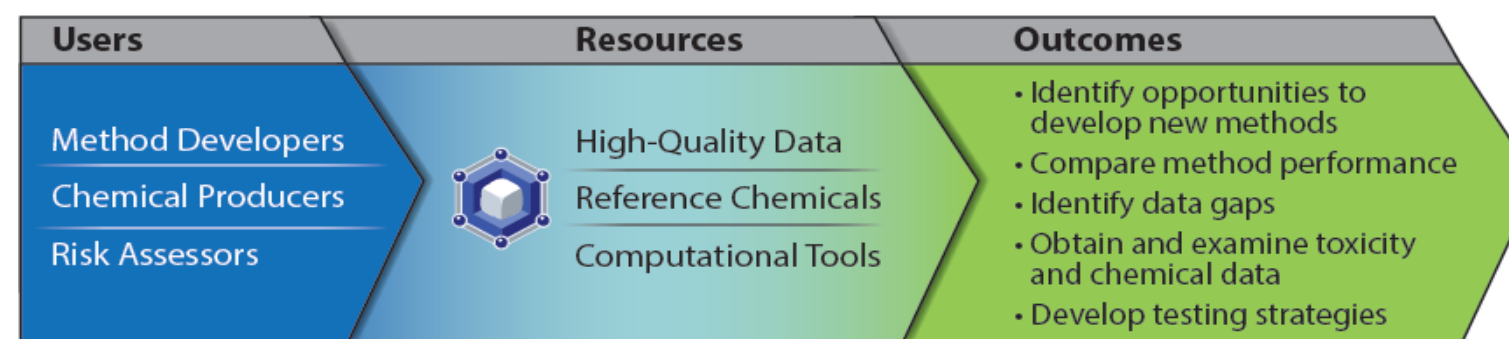 Users
Method Developers
Chemical Producers
Risk Assessors
Resources
High-Quality Data
Reference Chemicals
Computational Tools
Outcomes
• Identify opportunities to
develop new methods
• Compare method performance
• Identify data gaps
• Obtain and examine toxicity
and chemical data
• Develop testing strategies